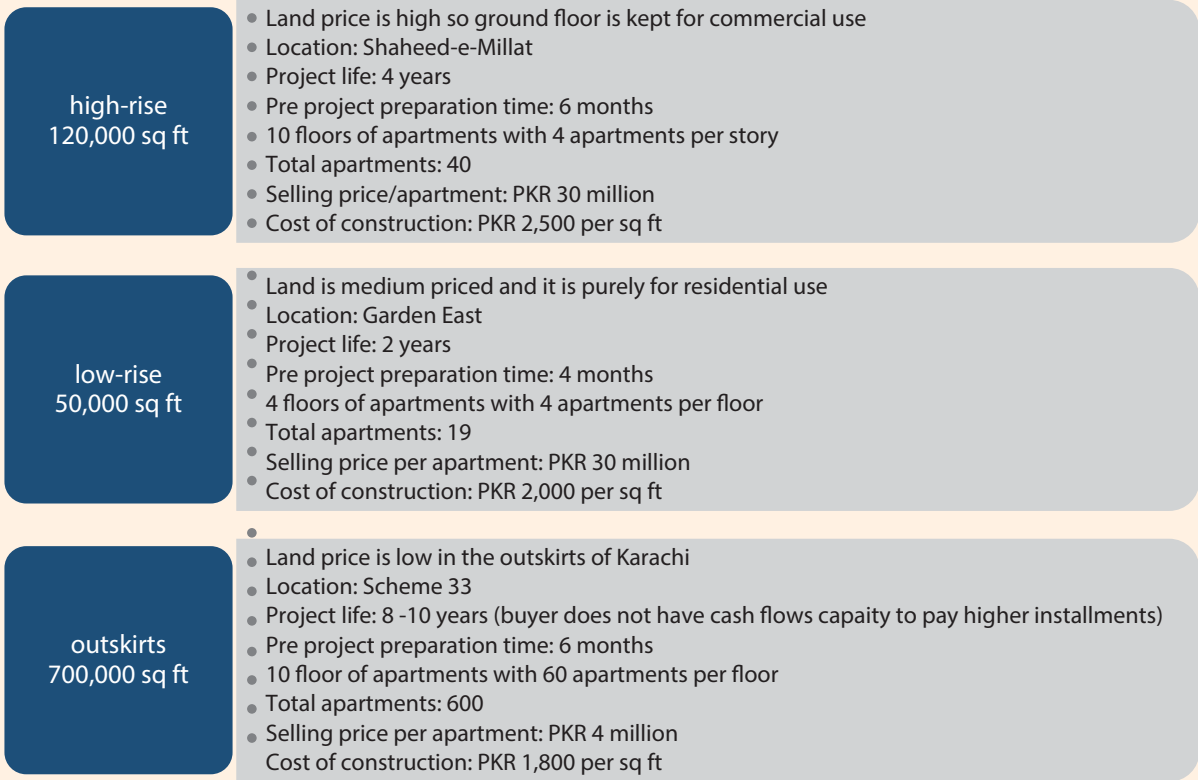 high-rise
120,000 sq ft
• Land price is high so ground floor is kept for commercial use
• Location: Shaheed-e-Millat
• Project life: 4 years
• Pre project preparation time: 6 months
• 10 floors of apartments with 4 apartments per story
• Total apartments: 40
• Selling price/apartment: PKR 30 million
• Cost of construction: PKR 2,500 per sq ft
low-rise
50,000 sq ft
• Land is medium priced and it is purely for residential use
• Location: Garden East
• Project life: 2 years
• Pre project preparation time: 4 months
• 4 floors of apartments with 4 apartments per floor
• Total apartments: 19
• Selling price per apartment: PKR 30 million
• Cost of construction: PKR 2,000 per sq ft
outskirts
700,000 sq ft
• Land price is low in the outskirts of Karachi
• Location: Scheme 33
• Project life: 8 -10 years (buyer does not have cash flows capaity to pay higher installments)
• Pre project preparation time: 6 months
• 10 floor of apartments with 60 apartments per floor
• Total apartments: 600
• Selling price per apartment: PKR 4 million
Cost of construction: PKR 1,800 per sq ft